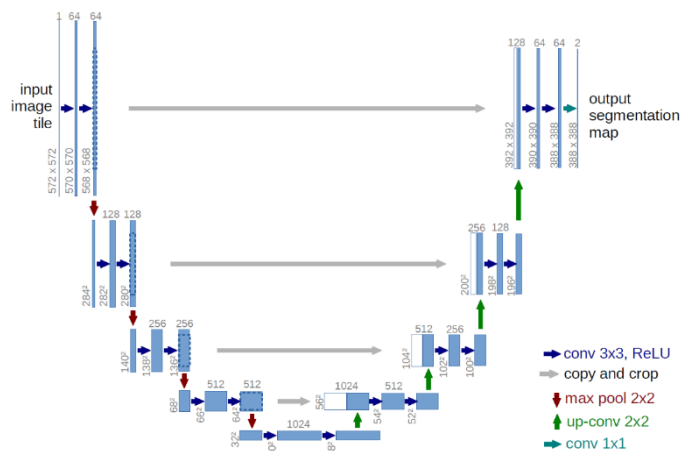 1 64 64
128 64 64 2
input
image
tile
output
segmentation
map
572 x 572
570 x 570
568 x 568
392 x 392
390 x 390
388 x 388
388 x 388
128 128
256 128
284²
282²
280²
200²
198²
196²
256 256
512 256
140²
138²
136²
104²
102²
100²
512 512
1024 512
68²
66²
64²
56²
54²
52²
1024
32²
0²
8²
conv 3x3, ReLU
copy and crop
max pool 2x2
up-conv 2x2
conv 1x1